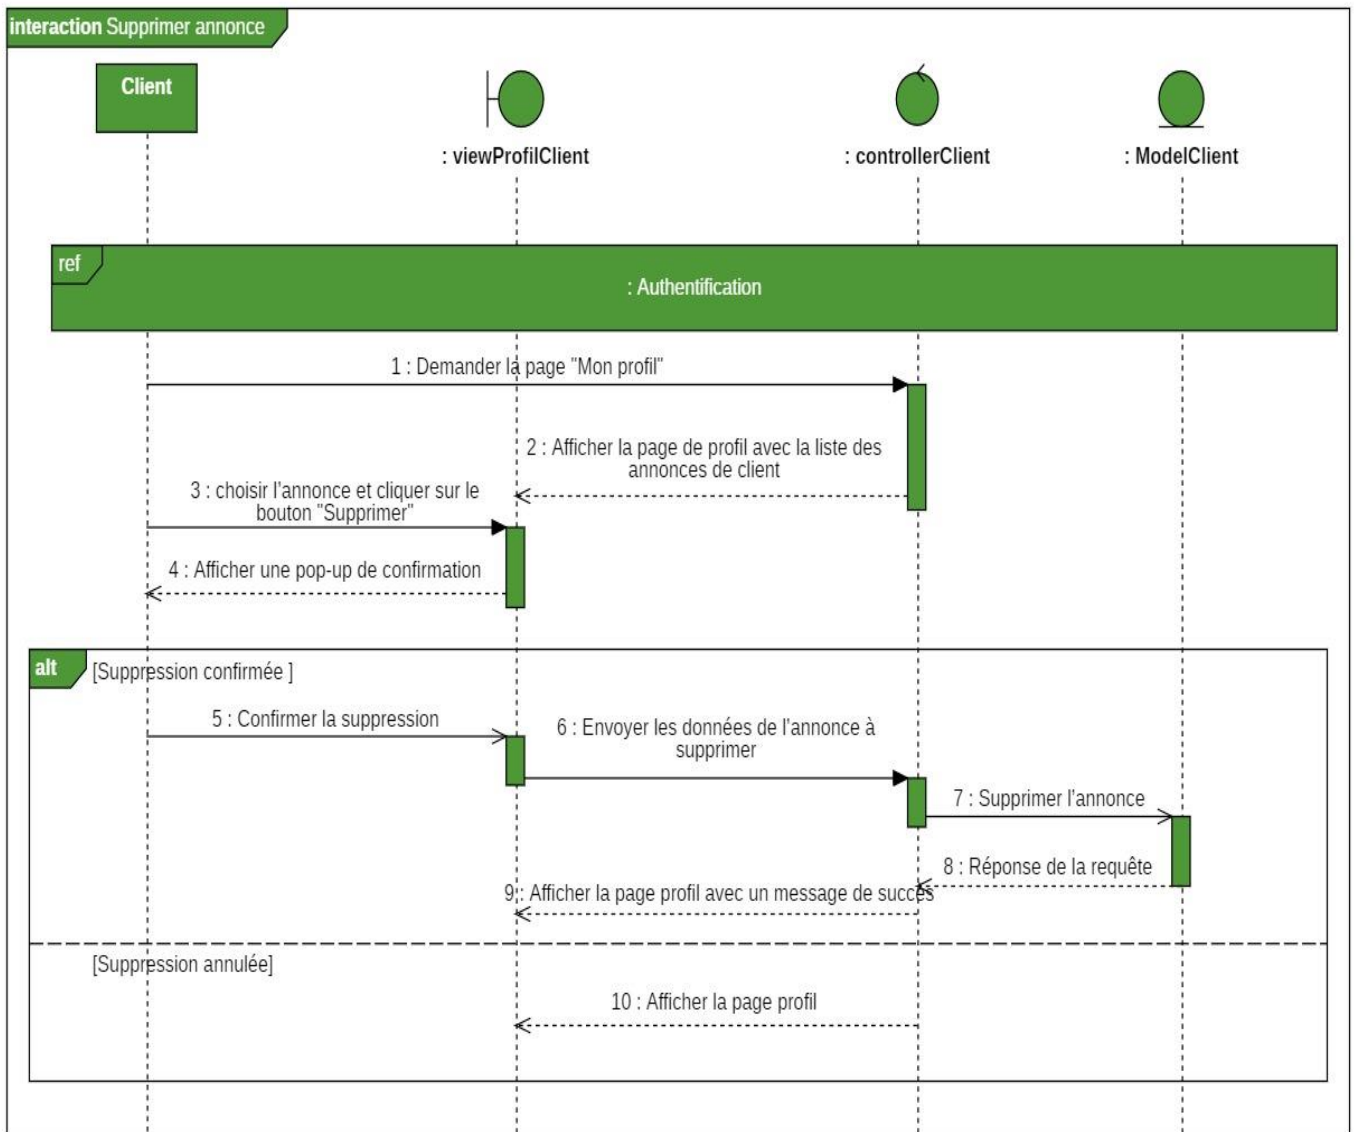 interaction Supprimer annonce
Client
: viewProfilClient
: controllerClient
: ModelClient
ref
: Authentification
1 : Demander la page "Mon profil"
2 : Afficher la page de profil avec la liste des
annonces de client
3 : choisir l'annonce et cliquer sur le
bouton "Supprimer"
4 : Afficher une pop-up de confirmation
alt
[Suppression confirmée ]
5 : Confirmer la suppression
6 : Envoyer les données de l'annonce à
supprimer
7 : Supprimer l'annonce
8 : Réponse de la requête
9 : Afficher la page profil avec un message de succès
[Suppression annulée]
10 : Afficher la page profil